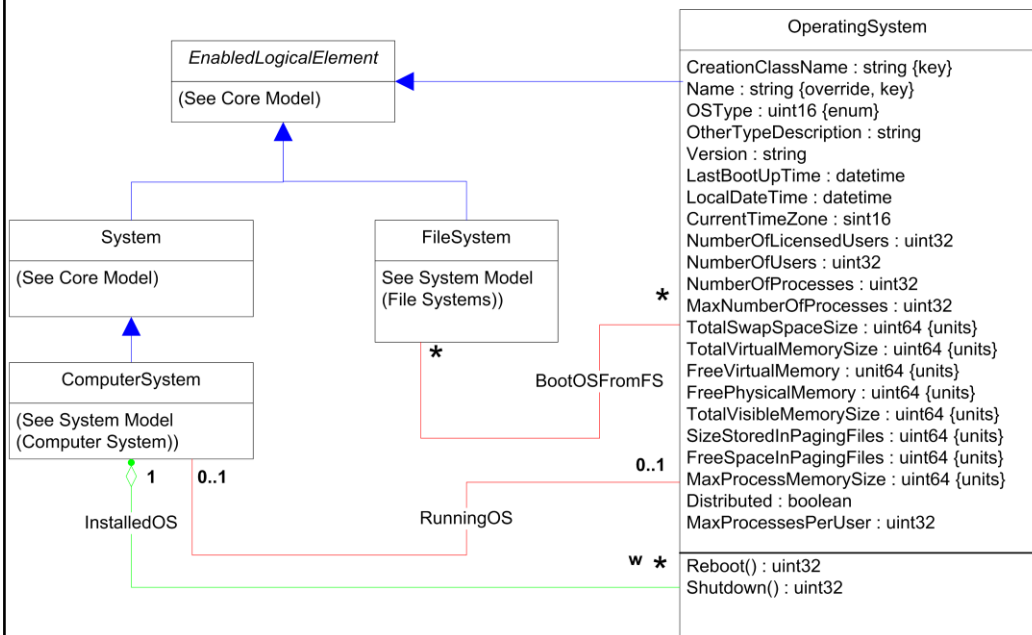 EnabledLogicalElement
(See Core Model)
System
(See Core Model)
FileSystem
See System Model
(File Systems))
ComputerSystem
(See System Model
(Computer System))
*
*
BootOSFromFS
1
0..1
0..1
InstalledOS
RunningOS
w *
OperatingSystem
CreationClassName : string {key}
Name : string {override, key}
OSType : uint16 {enum}
OtherTypeDescription : string
Version : string
LastBootUpTime : datetime
LocalDateTime : datetime
CurrentTimeZone : sint16
NumberOfLicensedUsers : uint32
NumberOfUsers : uint32
NumberOfProcesses : uint32
MaxNumberOfProcesses : uint32
TotalSwapSpaceSize : uint64 {units}
TotalVirtualMemorySize : uint64 {units}
FreeVirtualMemory : unit64 {units}
FreePhysicalMemory : uint64 {units}
TotalVisibleMemorySize : uint64 {units}
SizeStoredInPagingFiles : uint64 {units}
FreeSpaceInPagingFiles : uint64 {units}
MaxProcessMemorySize : uint64 {units}
Distributed : boolean
MaxProcessesPerUser : uint32
Reboot() : uint32
Shutdown() : uint32